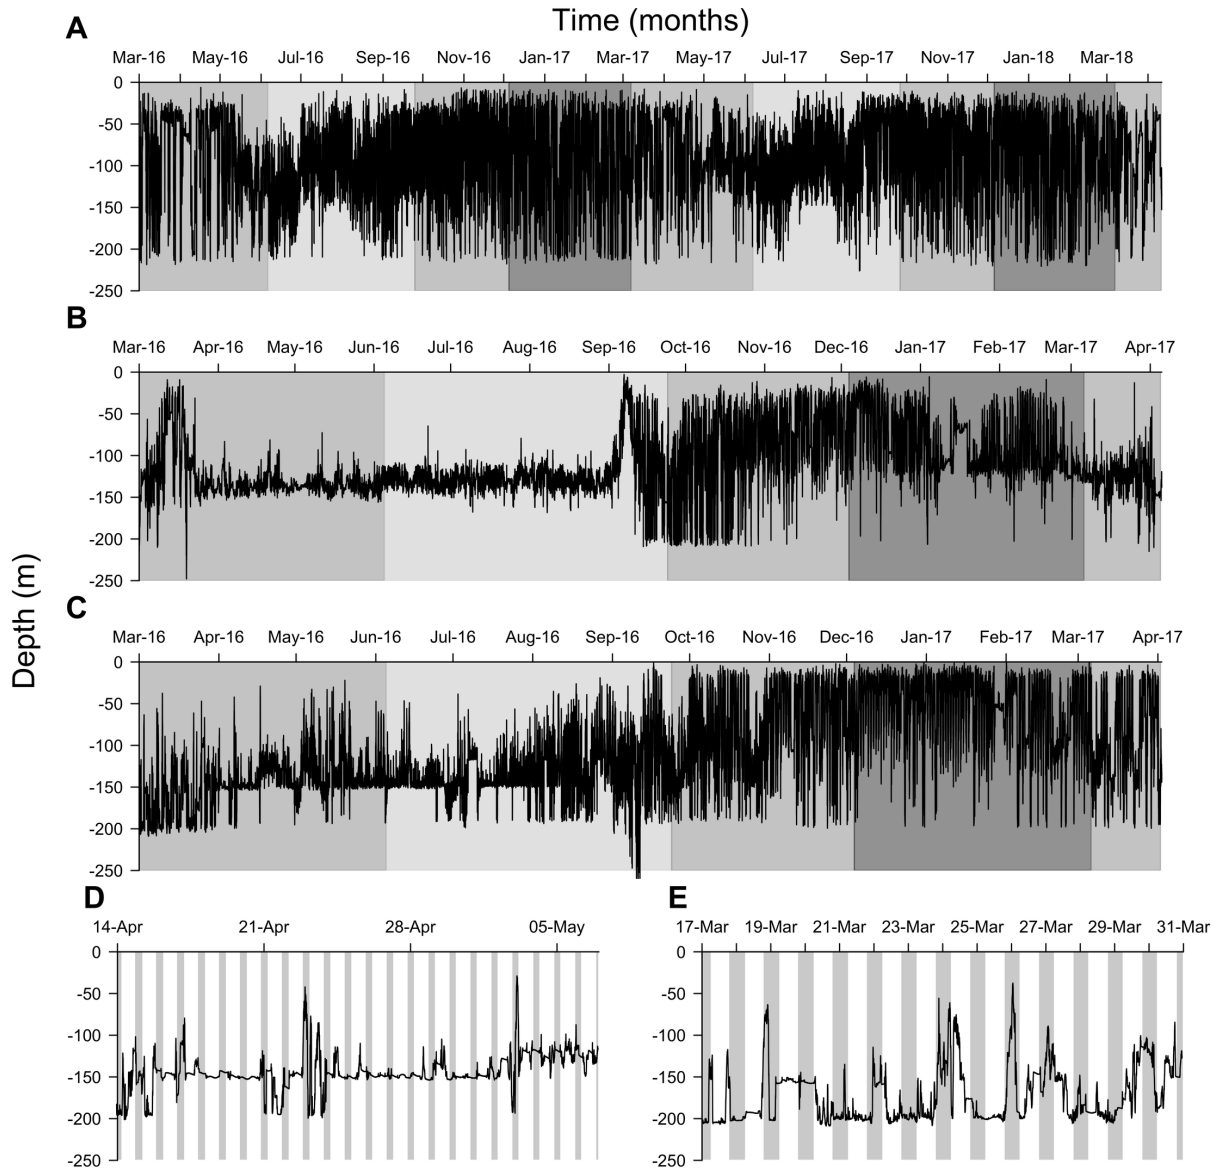 Time (months)
A
Mar-16 May-16 Jul-16 Sep-16 Nov-16 Jan-17 Mar-17 May-17 Jul-17 Sep-17 Nov-17 Jan-18 Mar-18
0
-50
-100
-150
-200
-250
B
Mar-16 Apr-16 May-16 Jun-16 Jul-16 Aug-16 Sep-16 Oct-16 Nov-16 Dec-16 Jan-17 Feb-17 Mar-17 Apr-17
0
-50
-100
-150
-200
-250
Depth (m)
C
Mar-16 Apr-16 May-16 Jun-16 Jul-16 Aug-16 Sep-16 Oct-16 Nov-16 Dec-16 Jan-17 Feb-17 Mar-17 Apr-17
0
-50
-100
-150
-200
-250
D
14-Apr 21-Apr 28-Apr 05-May
0
-50
-100
-150
-200
-250
E
17-Mar 19-Mar 21-Mar 23-Mar 25-Mar 27-Mar 29-Mar 31-Mar
0
-50
-100
-150
-200
-250